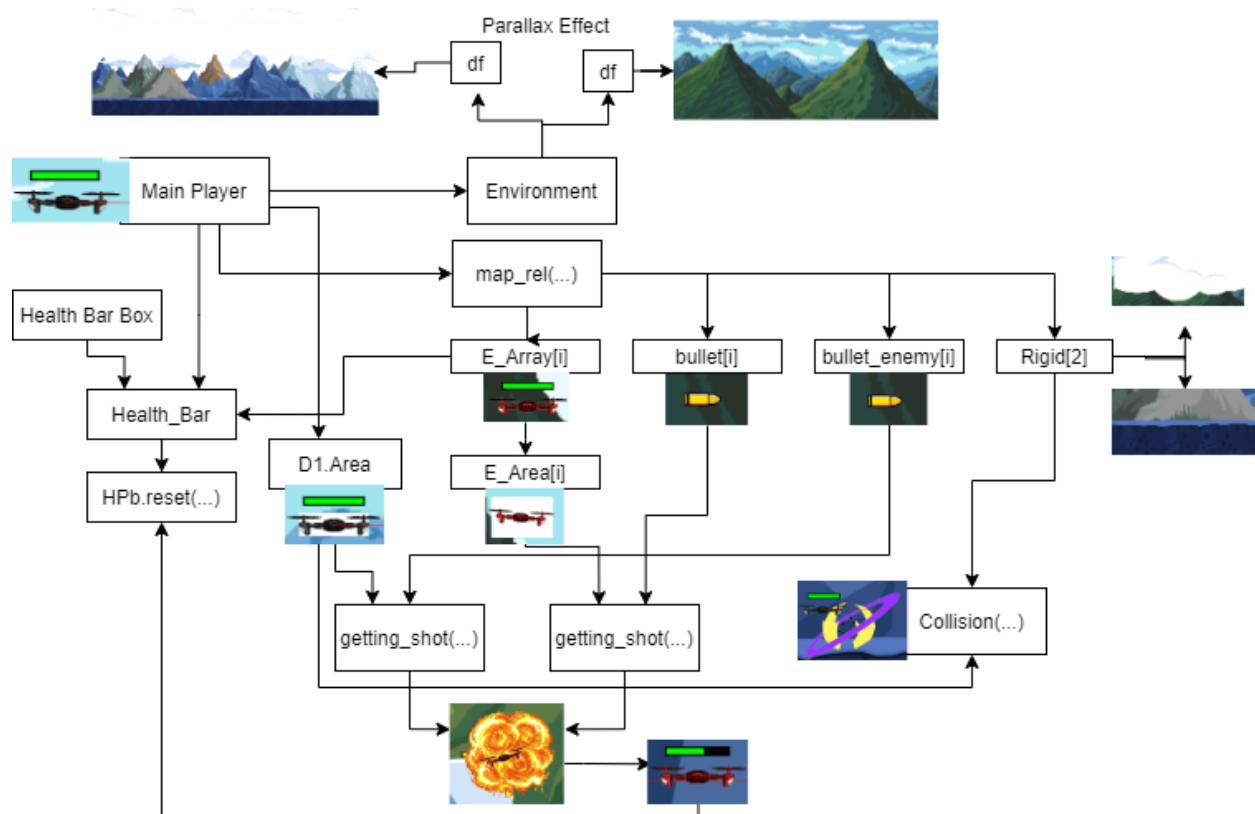 Parallax Effect
df
df
Main Player
Environment
map_rel(...)
Health Bar Box
E_Array[i]
bullet[i]
bullet_enemy[i]
Rigid[2]
Health_Bar
D1.Area
E_Area[i]
HPb.reset(...)
getting_shot(...)
getting_shot(...)
Collision(...)